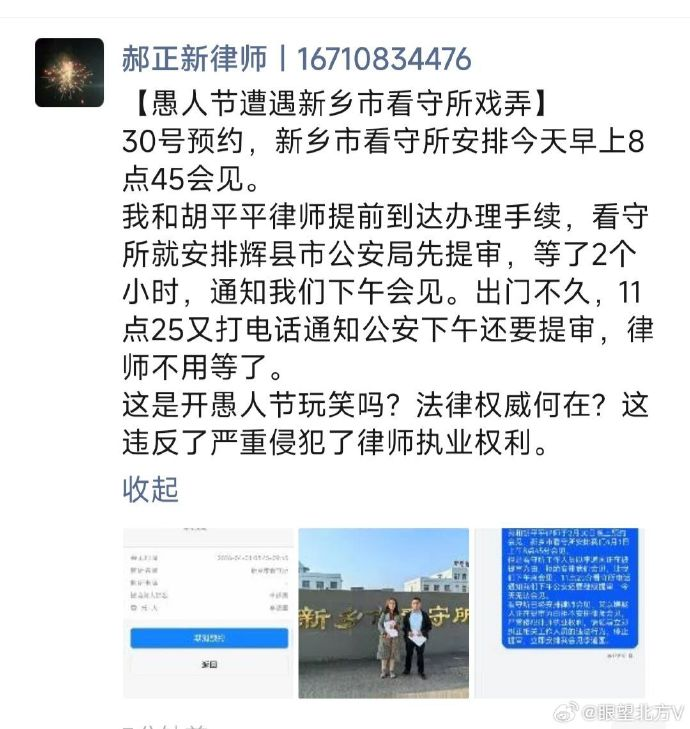 郝正新律师丨16710834476
【愚人节遭遇新乡市看守所戏弄】
30号预约，新乡市看守所安排今天早上8
点45会见。
我和胡平平律师提前到达办理手续，看守
所就安排辉县市公安局先提审，等了2个
小时，通知我们下午会见。出门不久，11
点25又打电话通知公安下午还要提审，律
师不用等了。
这是开愚人节玩笑吗？法律权威何在？这
违反了严重侵犯了律师执业权利。
收起
取消预约
返回
新乡市看守所
@眼望北方V